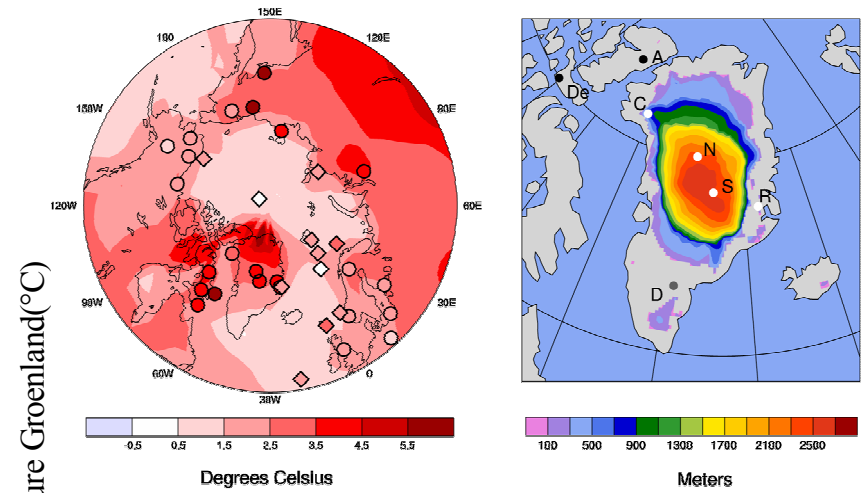 150E
180
120E
150W
90E
120W
60E
90W
30E
60W
0
30W
-0.5 0.5 1.5 2.5 3.5 4.5 5.5
Degrees Celsius
ure Groenland(°C)
A
De
C
N
S
R
D
100 500 900 1300 1700 2100 2500
Meters